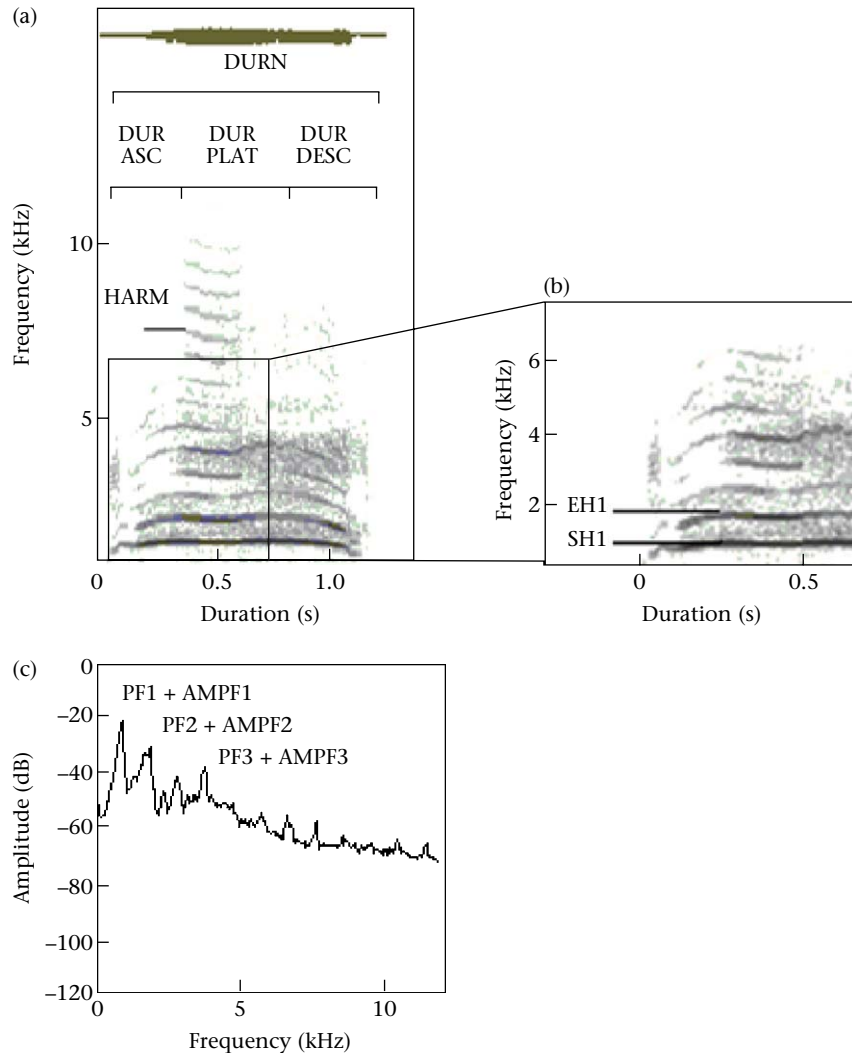 (a)
DURN
DUR DUR DUR
ASC PLAT DESC
Frequency (kHz)
10
HARM
5
0 0.5 1.0
Duration (s)
(b)
Frequency (kHz)
6
4
2
EH1
SH1
0 0.5
Duration (s)
(c)
Amplitude (dB)
0
PF1 + AMPF1
–20
PF2 + AMPF2
PF3 + AMPF3
–40
–60
–80
–100
–120
0 5 10
Frequency (kHz)